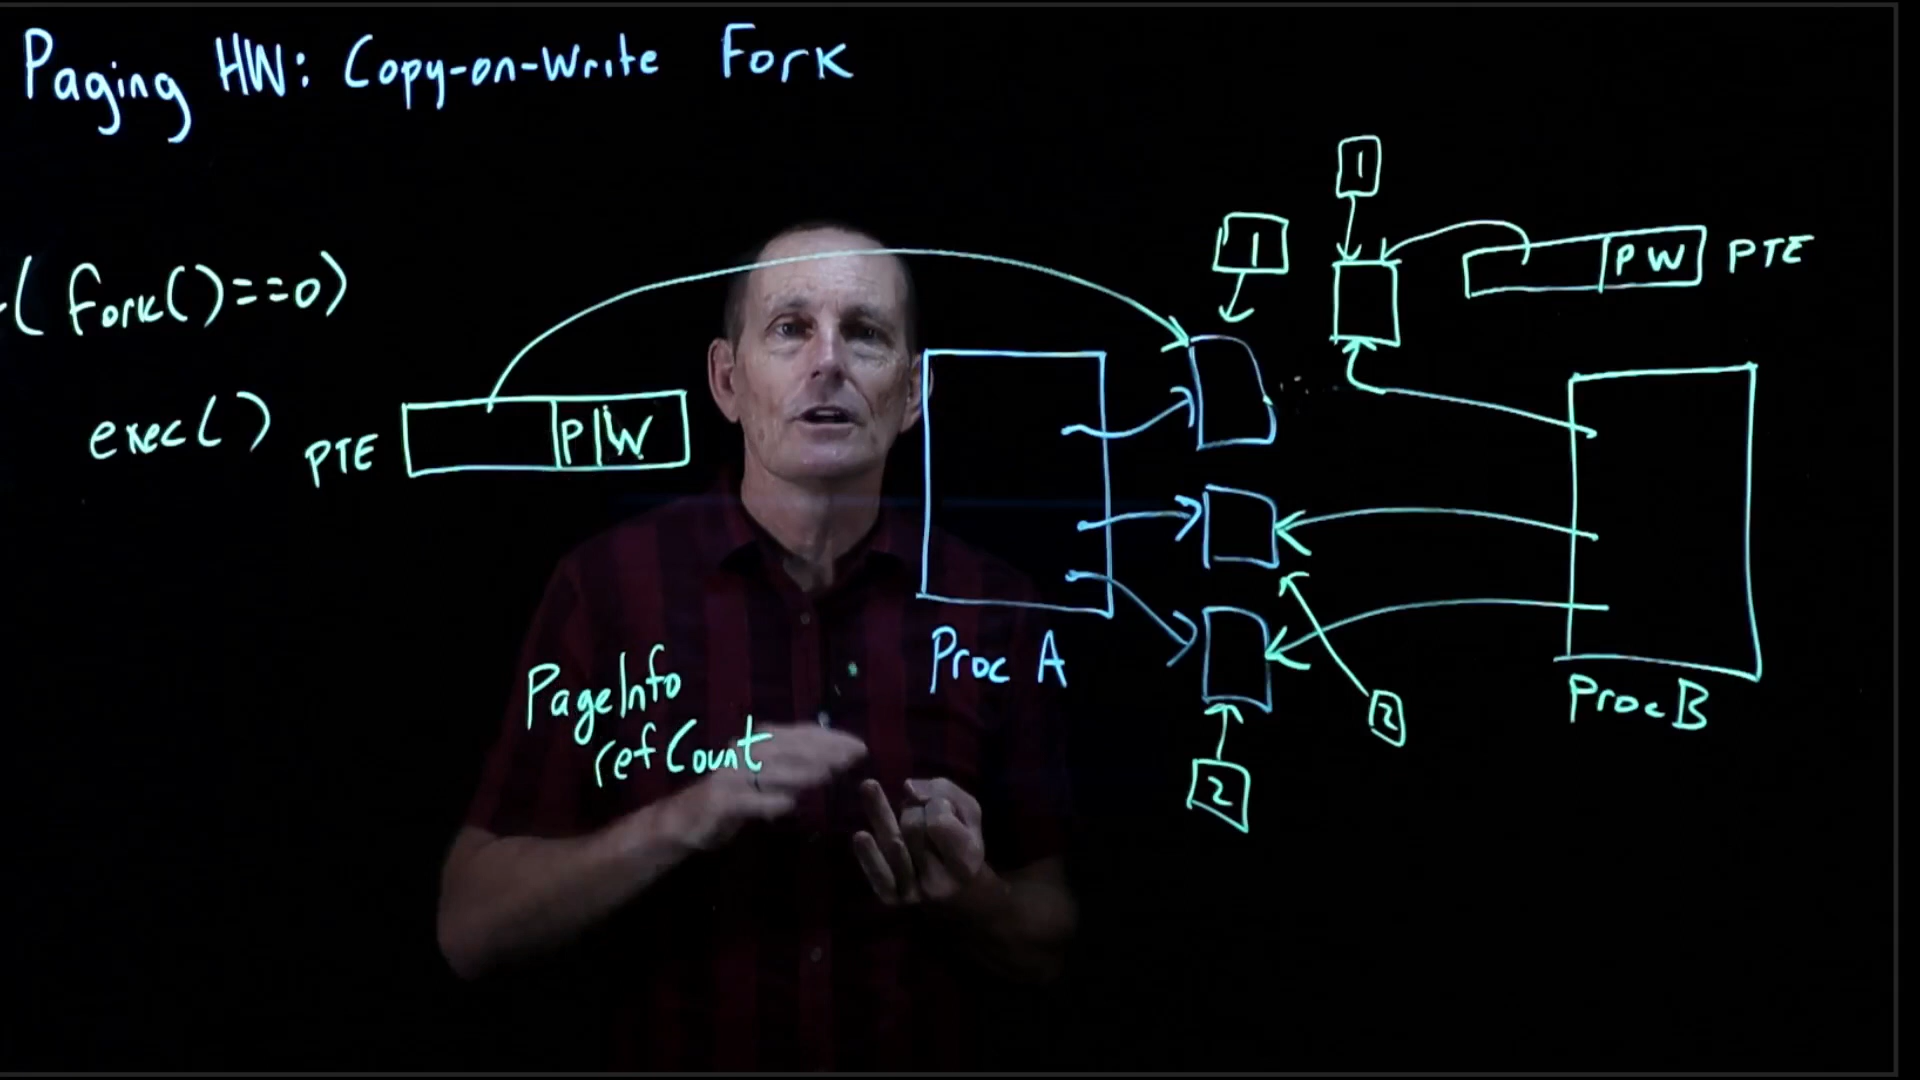 Paging HW: Copy-on-Write Fork
( fork()==0)
exec()
PTE
P W
1
1
P W
PTE
Proc A
Proc B
PageInfo
refCount
2
2